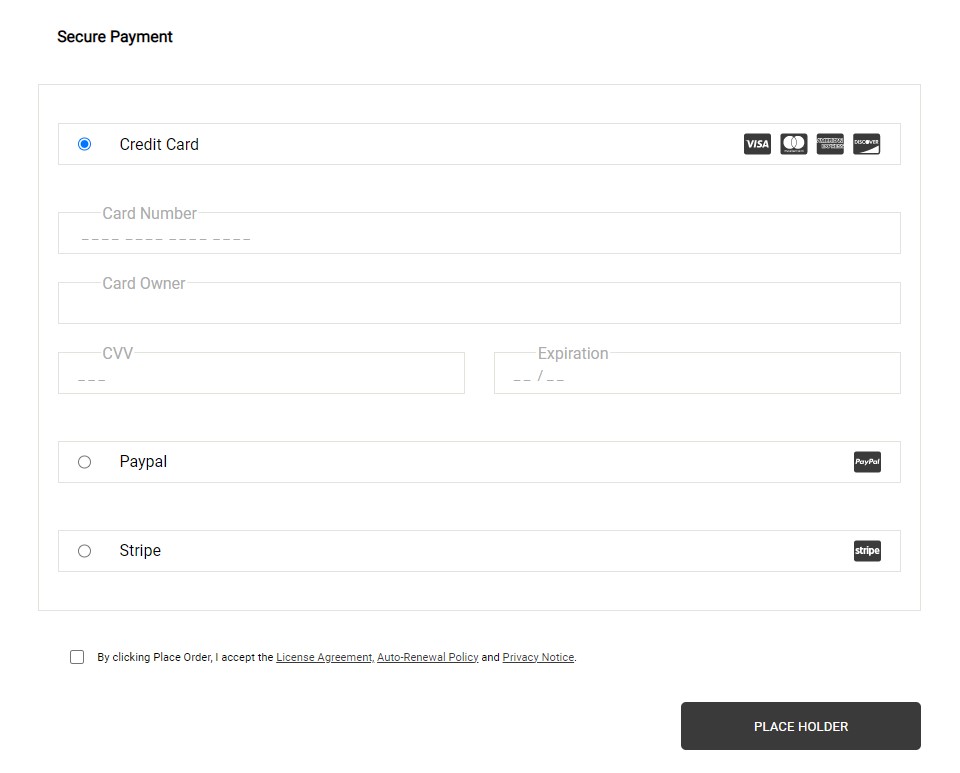 Secure Payment
Credit Card
VISA
AMERICAN EXPRESS
DISCOVER
Card Number
_ _ _ _ _ _ _ _ _ _ _ _ _ _ _ _
Card Owner
CVV
_ _ _
Expiration
_ _ / _ _
Paypal
PayPal
Stripe
stripe
By clicking Place Order, I accept the License Agreement, Auto-Renewal Policy and Privacy Notice.
PLACE HOLDER